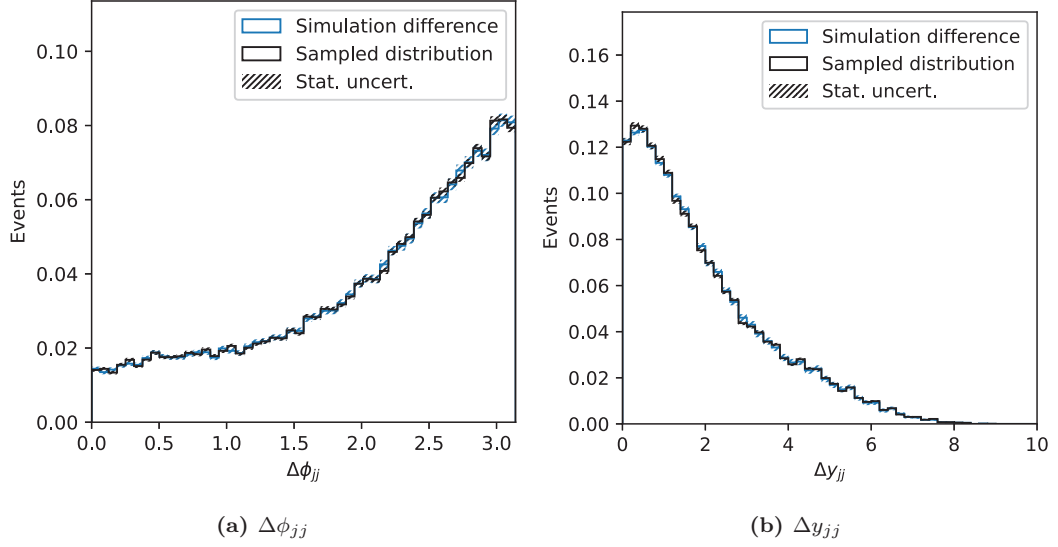 Simulation difference
Sampled distribution
Stat. uncert.
0.10
0.08
0.06
0.04
0.02
0.00
Events
0.0 0.5 1.0 1.5 2.0 2.5 3.0
Δϕjj
(a) Δϕjj
Simulation difference
Sampled distribution
Stat. uncert.
0.16
0.14
0.12
0.10
0.08
0.06
0.04
0.02
0.00
Events
0 2 4 6 8 10
Δyjj
(b) Δyjj